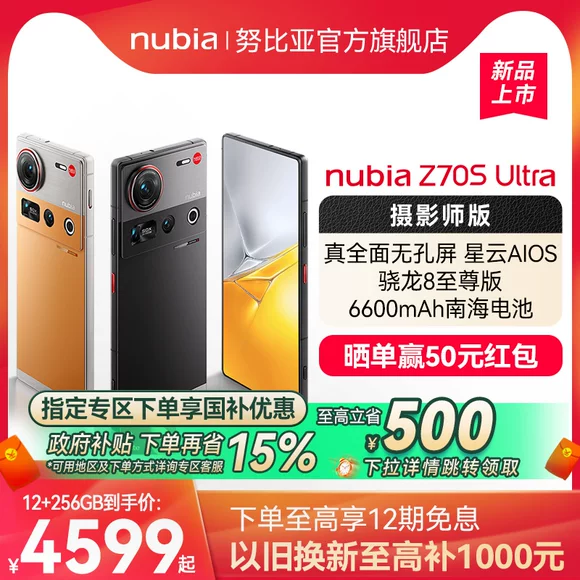 nubia 努比亚官方旗舰店
新品
上市
nubia Z70S Ultra
摄影师版
真全面无孔屏 星云AIOS
骁龙8至尊版
6600mAh南海电池
晒单赢50元红包
指定专区下单享国补优惠
政府补贴 下单再省15%
*可用地区及下单方式详询专区客服
至高立省
¥500
下拉详情跳转领取
12+256GB到手价:
¥4599起
下单至高享12期免息
以旧换新至高补1000元